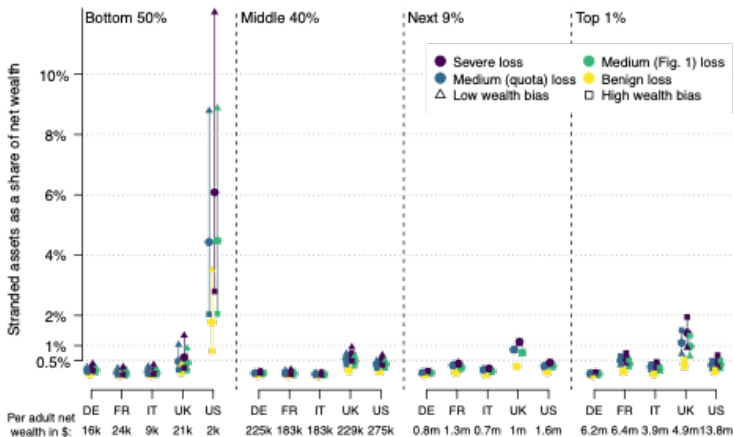 Bottom 50%
Middle 40%
Next 9%
Top 1%
Severe loss
Medium (quota) loss
Low wealth bias
Medium (Fig. 1) loss
Benign loss
High wealth bias
Stranded assets as a share of net wealth
10%
8%
6%
4%
2%
1%
0.5%
DE FR IT UK US DE FR IT UK US DE FR IT UK US DE FR IT UK US
Per adult net
wealth in $:
16k 24k 9k 21k 2k 225k 183k 183k 229k 275k 0.8m 1.3m 0.7m 1m 1.6m 6.2m 6.4m 3.9m 4.9m 13.8m